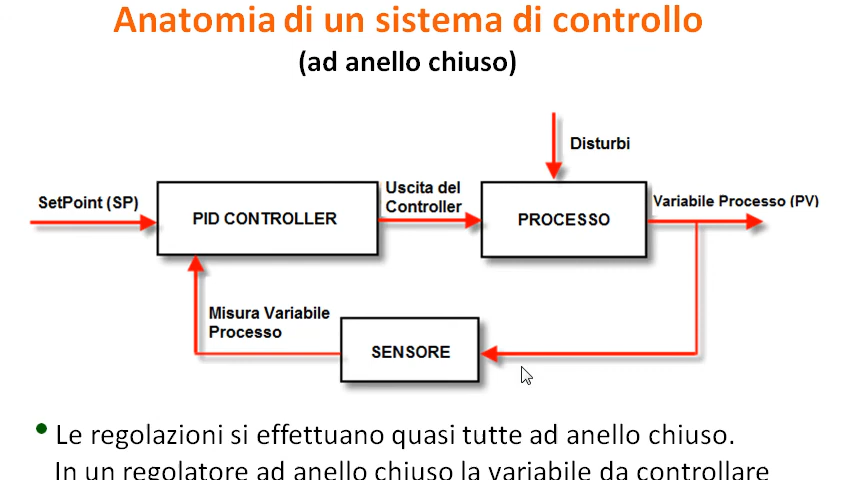 Anatomia di un sistema di controllo
(ad anello chiuso)
Disturbi
SetPoint (SP)
PID CONTROLLER
Uscita del
Controller
PROCESSO
Variabile Processo (PV)
Misura Variabile
Processo
SENSORE
• Le regolazioni si effettuano quasi tutte ad anello chiuso.
In un regolatore ad anello chiuso la variabile da controllare